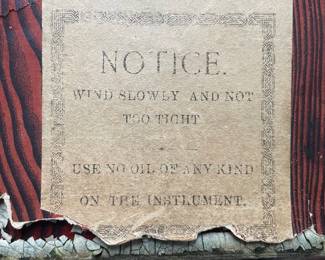 NOTICE.
WIND SLOWLY AND NOT
TOO TIGHT
USE NO OIL OF ANY KIND
ON THE INSTRUMENT.